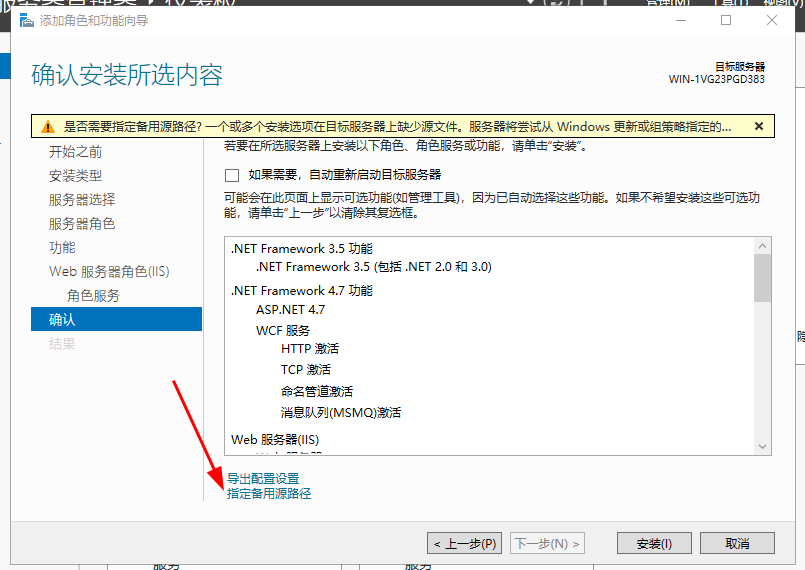 管理(M) 工具(T) 视图(V)
添加角色和功能向导
确认安装所选内容
目标服务器
WIN-1VG23PGD383
是否需要指定备用源路径? 一个或多个安装选项在目标服务器上缺少源文件。服务器将尝试从 Windows 更新或组策略指定的...
开始之前
安装类型
服务器选择
服务器角色
功能
Web 服务器角色(IIS)
角色服务
确认
结果
若要在所选服务器上安装以下角色、角色服务或功能，请单击“安装”。
如果需要，自动重新启动目标服务器
可能会在此页面上显示可选功能(如管理工具)，因为已自动选择这些功能。如果不希望安装这些可选功
能，请单击“上一步”以清除其复选框。
.NET Framework 3.5 功能
.NET Framework 3.5 (包括 .NET 2.0 和 3.0)
.NET Framework 4.7 功能
ASP.NET 4.7
WCF 服务
HTTP 激活
TCP 激活
命名管道激活
消息队列(MSMQ)激活
Web 服务器(IIS)
导出配置设置
指定备用源路径
< 上一步(P)
下一步(N) >
安装(I)
取消
服务
服务